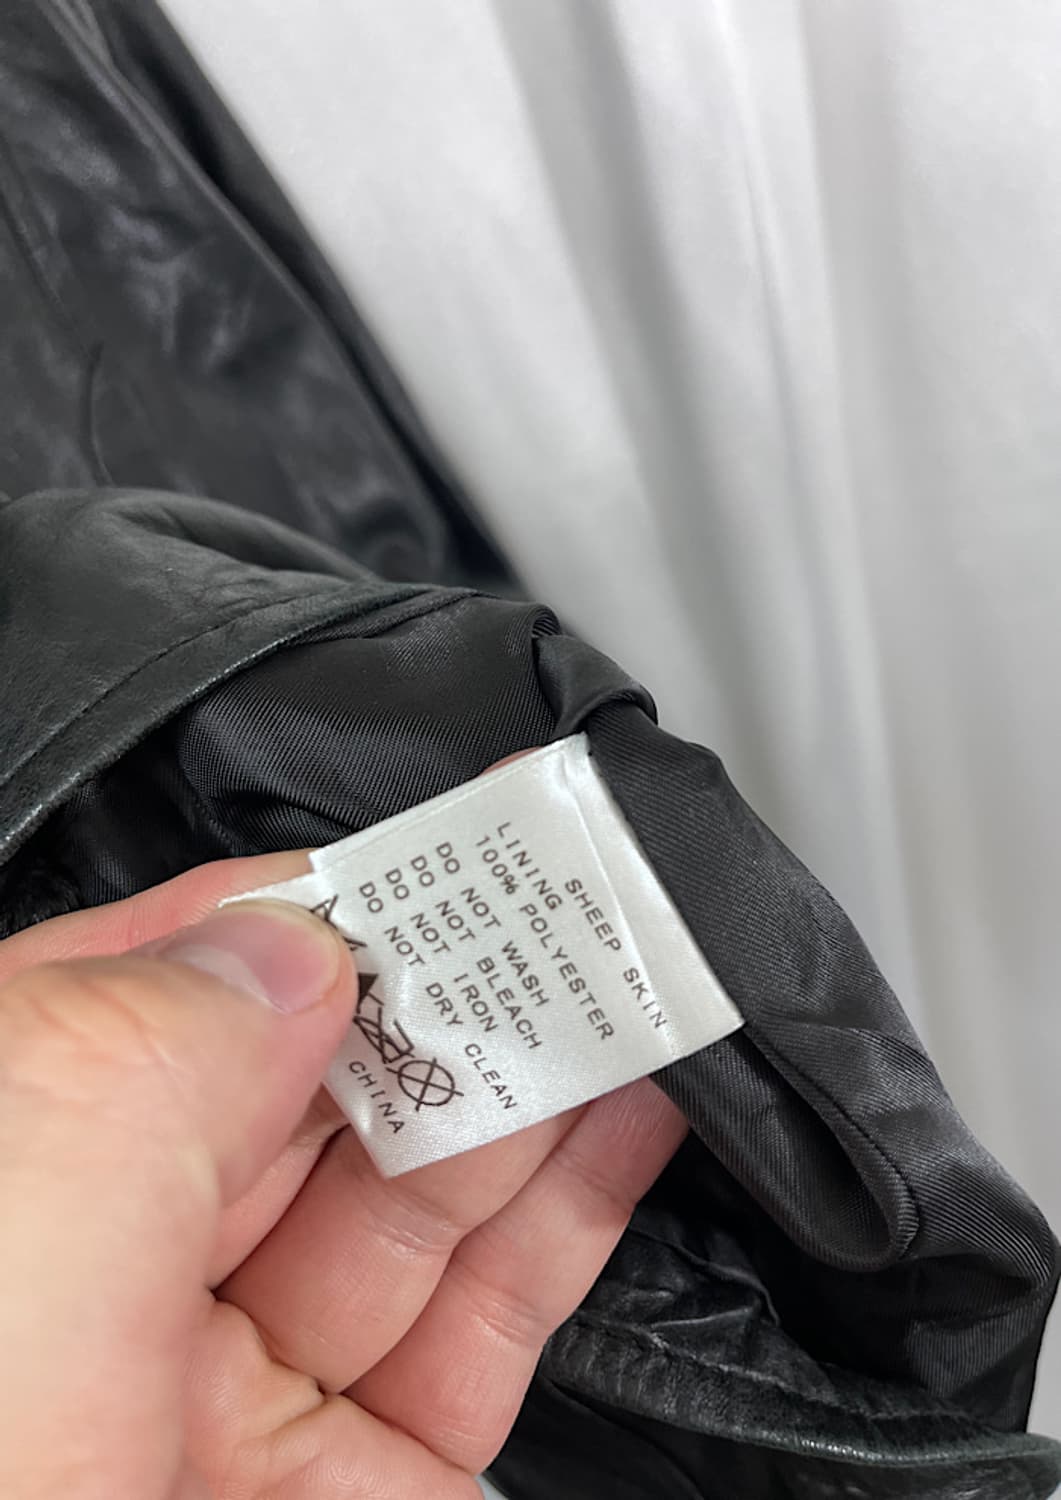 SHEEP SKIN
LINING
100% POLYESTER
DO NOT WASH
DO NOT BLEACH
DO NOT IRON
DO NOT DRY CLEAN
CHINA